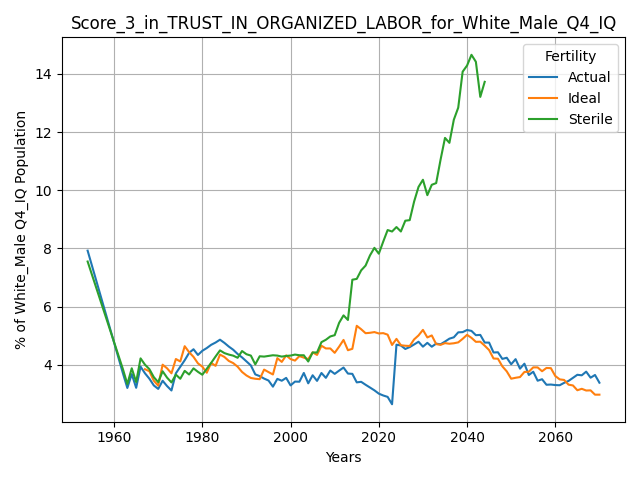 Score_3_in_TRUST_IN_ORGANIZED_LABOR_for_White_Male_Q4_IQ
Fertility
Actual
Ideal
Sterile
% of White_Male Q4_IQ Population
14
12
10
8
6
4
1960
1980
2000
2020
2040
2060
Years